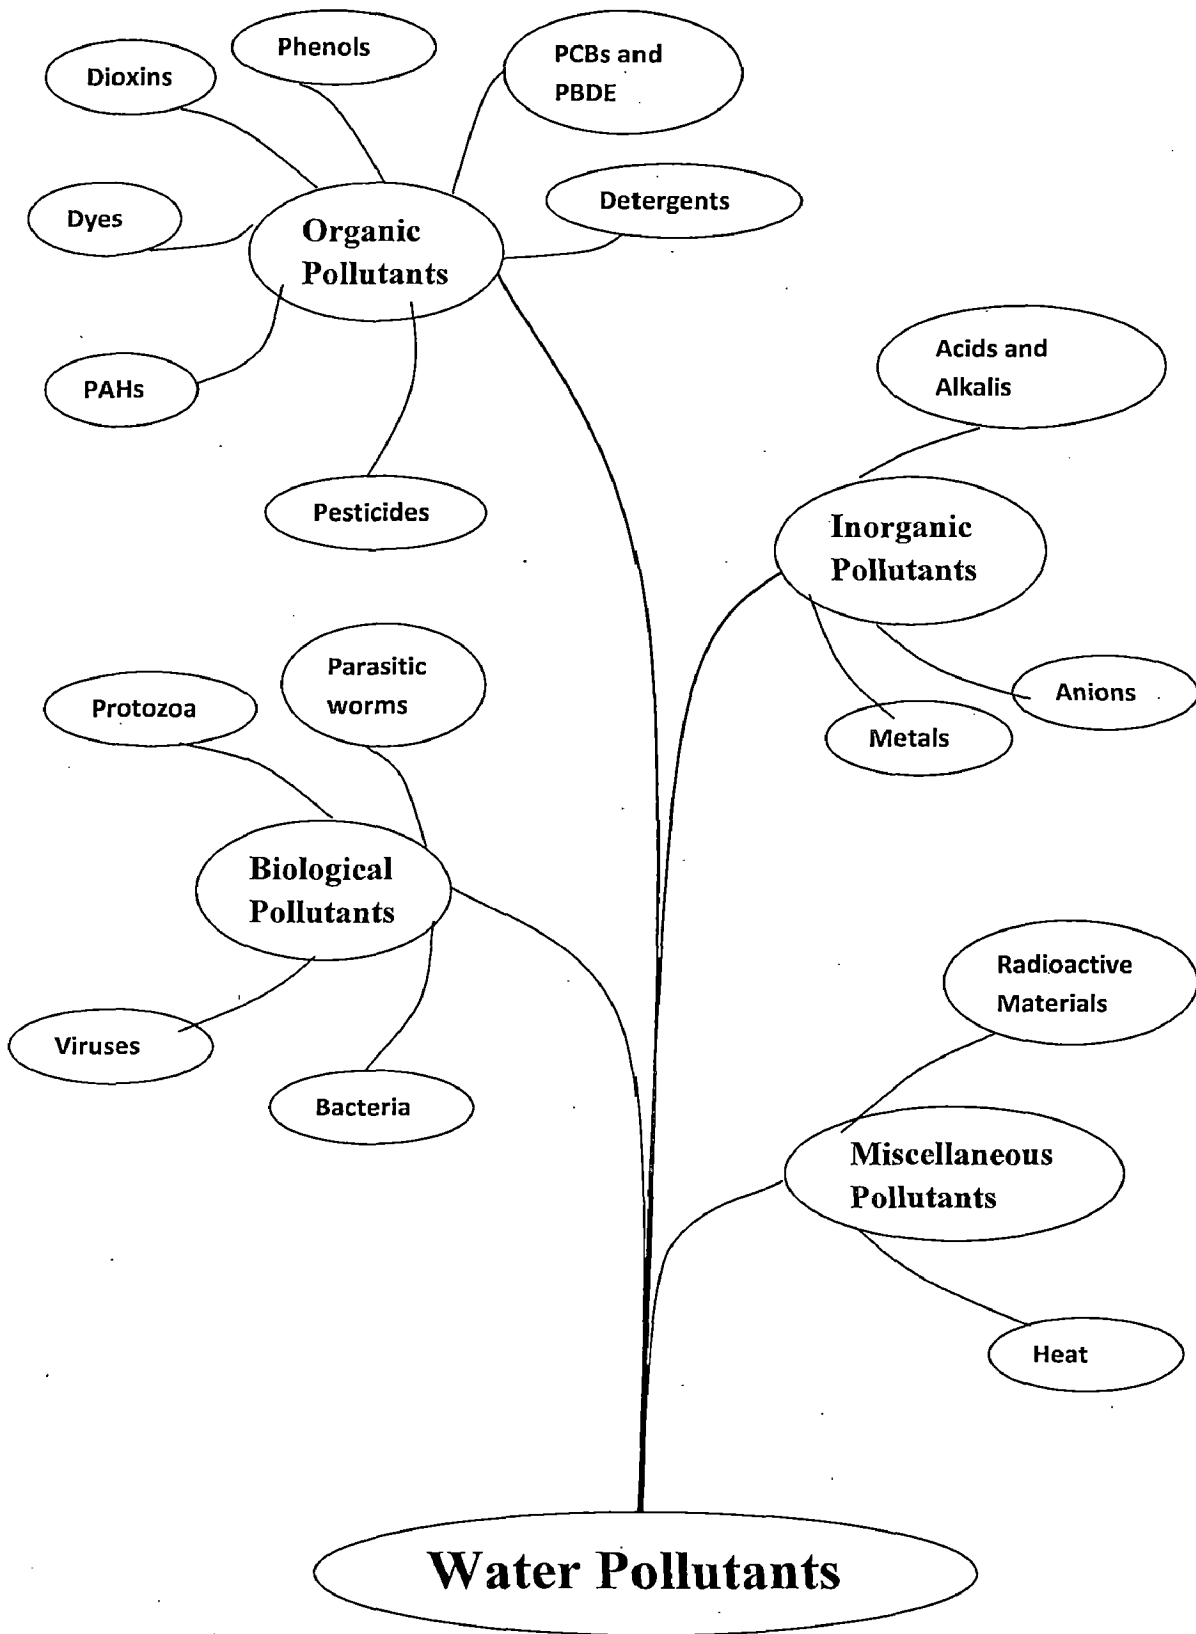 Phenols
PCBs and
PBDE
Dioxins
Detergents
Dyes
Organic
Pollutants
PAHs
Pesticides
Acids and
Alkalis
Inorganic
Pollutants
Anions
Metals
Parasitic
worms
Protozoa
Biological
Pollutants
Viruses
Bacteria
Radioactive
Materials
Miscellaneous
Pollutants
Heat
Water Pollutants